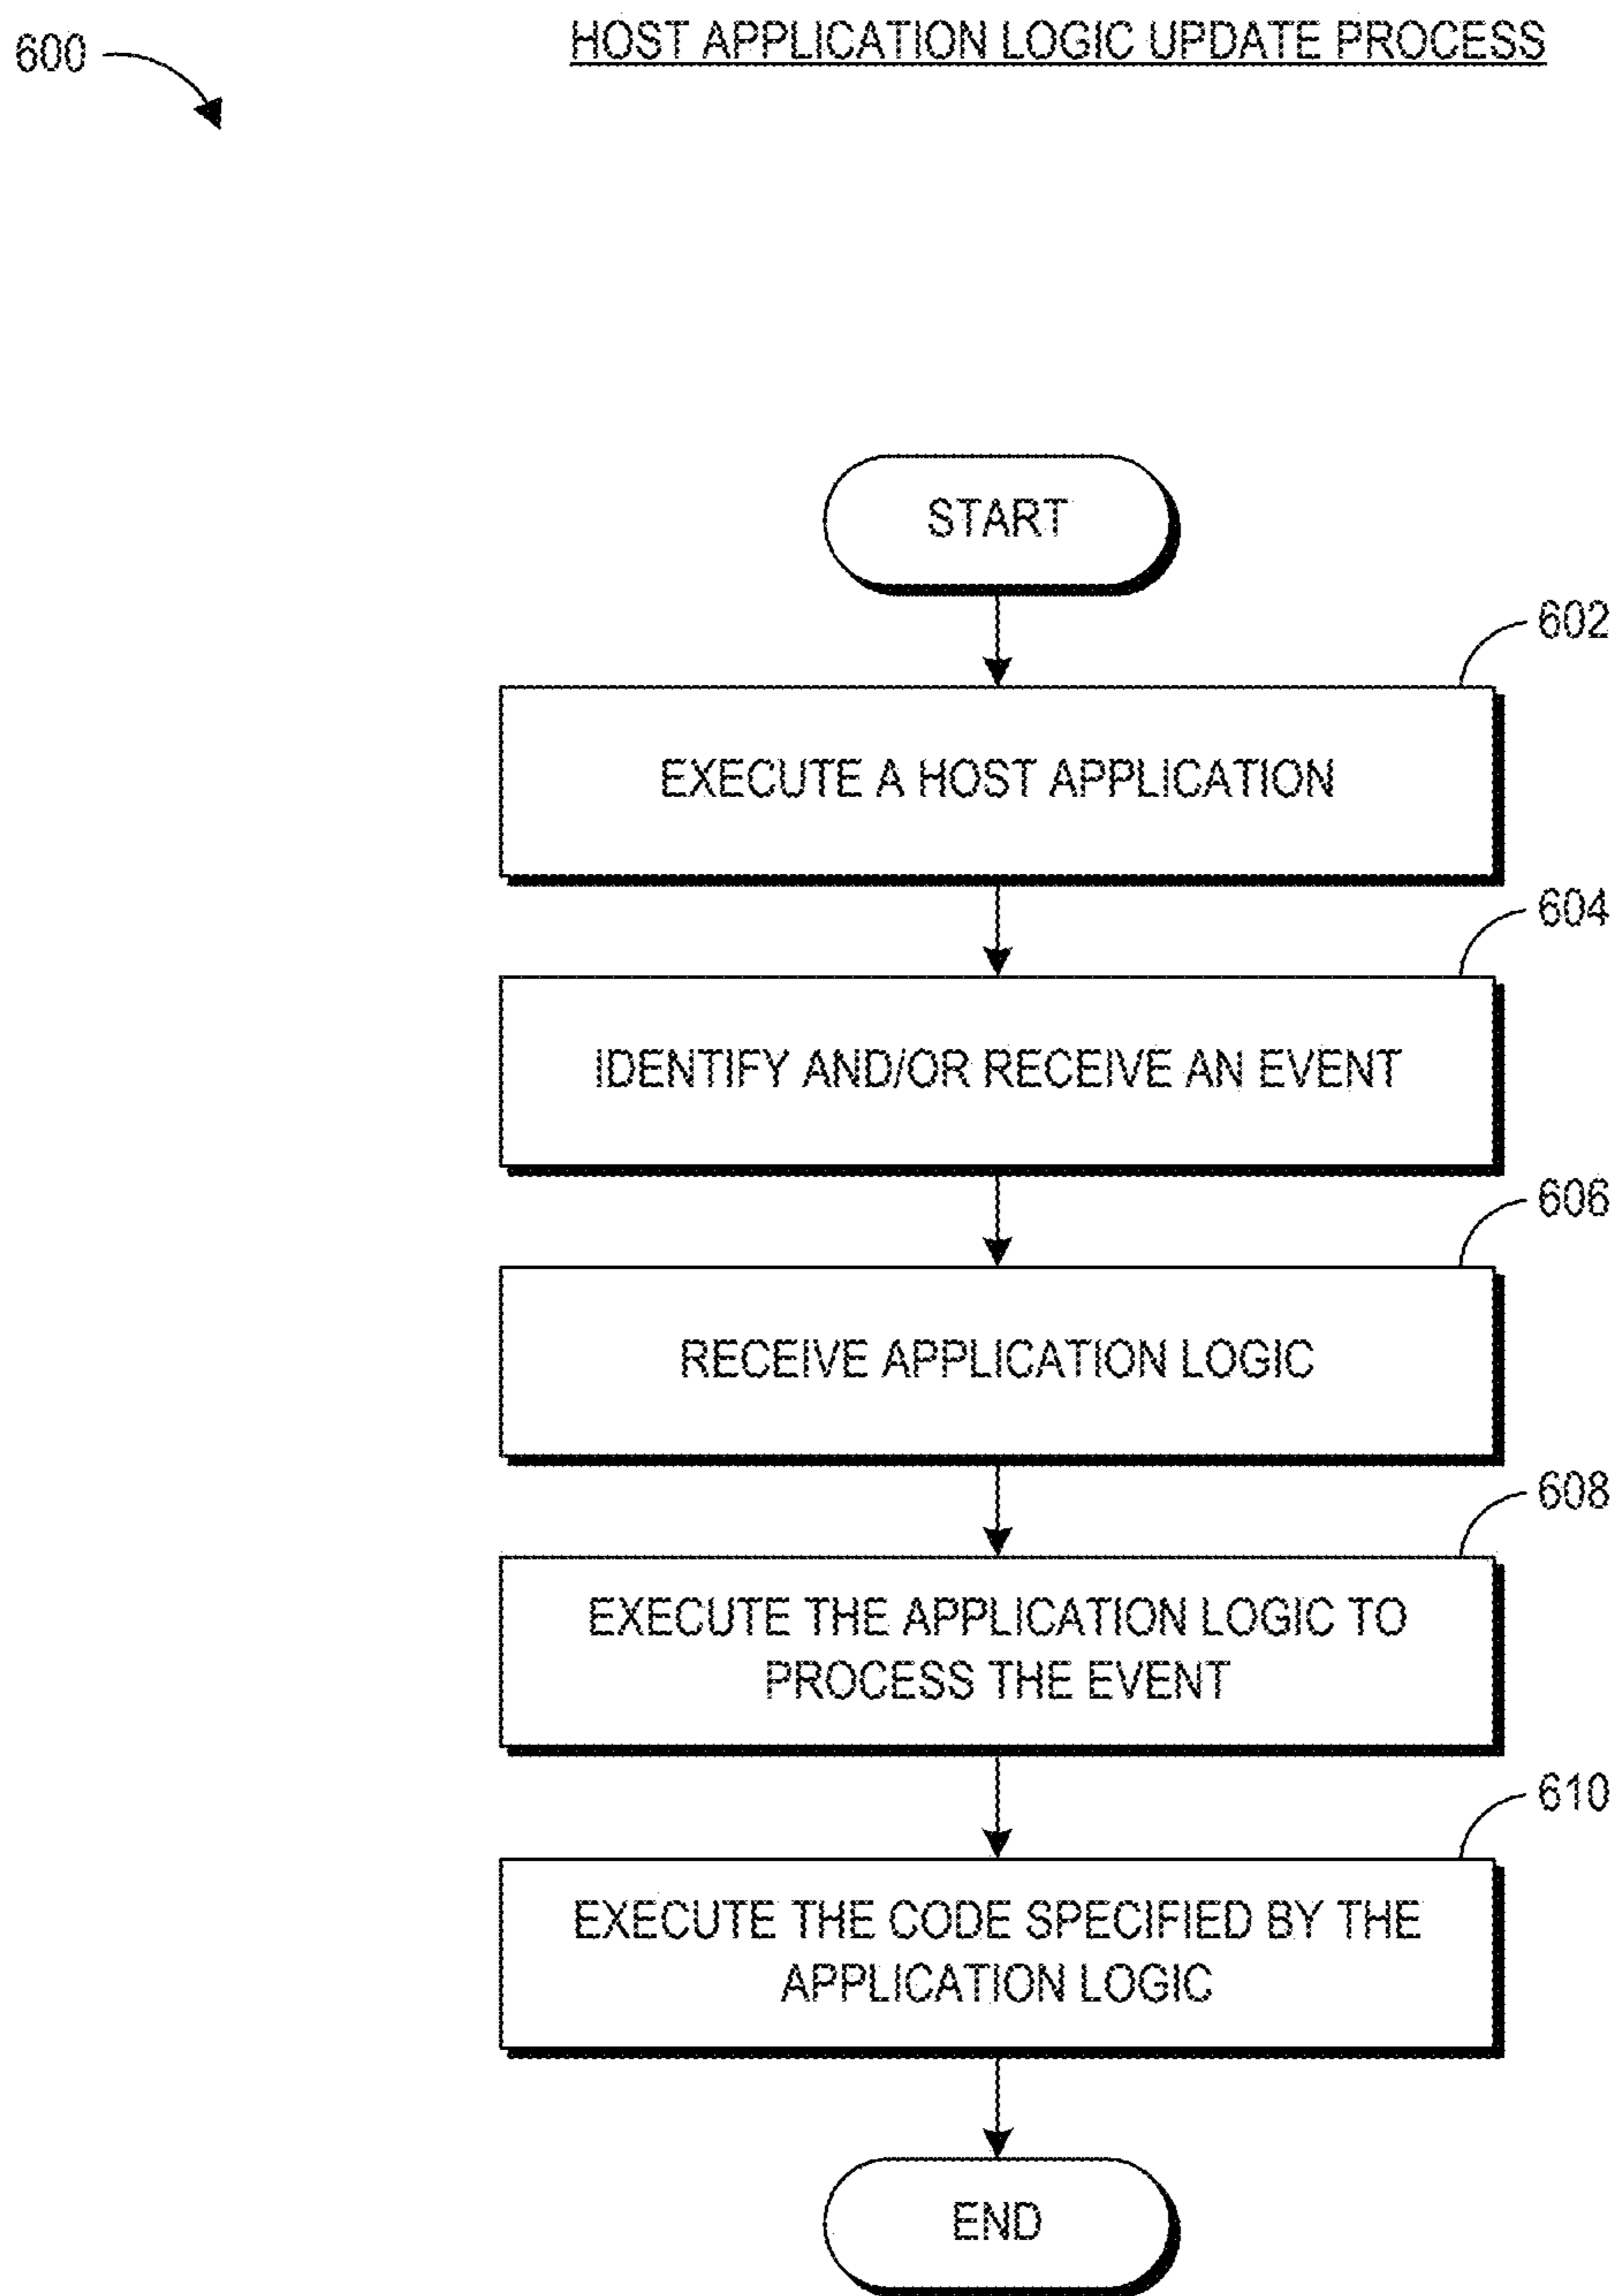 600
HOST APPLICATION LOGIC UPDATE PROCESS
START
602
EXECUTE A HOST APPLICATION
604
IDENTIFY AND/OR RECEIVE AN EVENT
606
RECEIVE APPLICATION LOGIC
608
EXECUTE THE APPLICATION LOGIC TO
PROCESS THE EVENT
610
EXECUTE THE CODE SPECIFIED BY THE
APPLICATION LOGIC
END